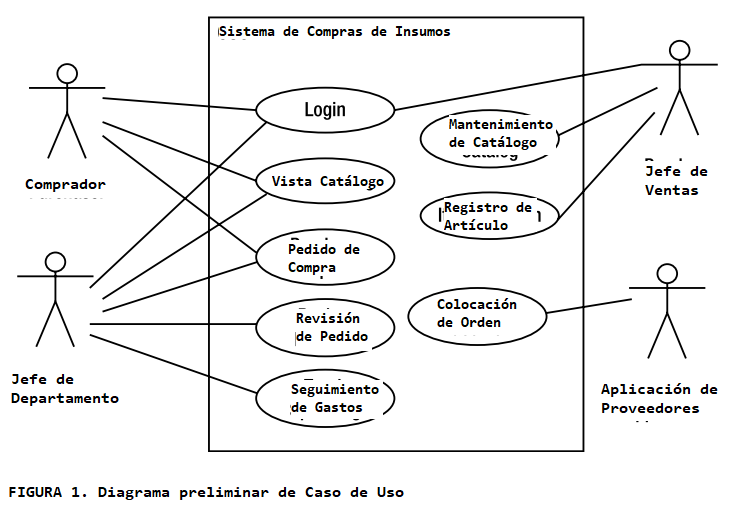 Sistema de Compras de Insumos
Comprador
Jefe de
Departamento
Login
Vista Catálogo
Pedido de
Compra
Revisión
de Pedido
Seguimiento
de Gastos
Mantenimiento
de Catálogo
Registro de
Artículo
Colocación
de Orden
Jefe de
Ventas
Aplicación de
Proveedores
FIGURA 1. Diagrama preliminar de Caso de Uso